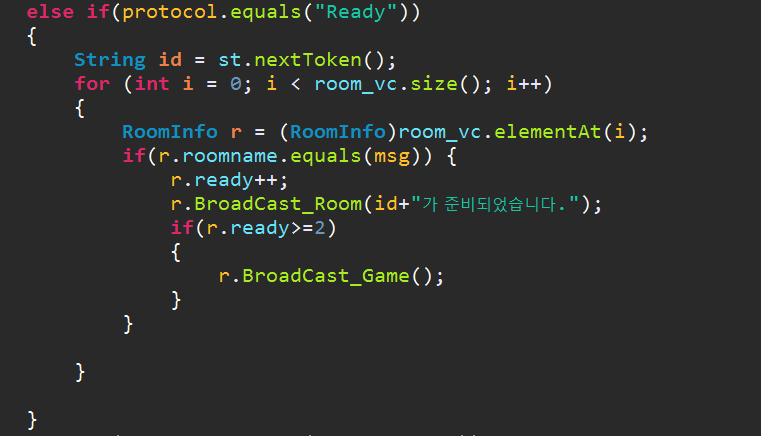 else if(protocol.equals("Ready"))
{
String id = st.nextToken();
for (int i = 0; i < room_vc.size(); i++)
{
RoomInfo r = (RoomInfo)room_vc.elementAt(i);
if(r.roomname.equals(msg)) {
r.ready++;
r.BroadCast_Room(id+"가 준비되었습니다.");
if(r.ready>=2)
{
r.BroadCast_Game();
}
}
}
}